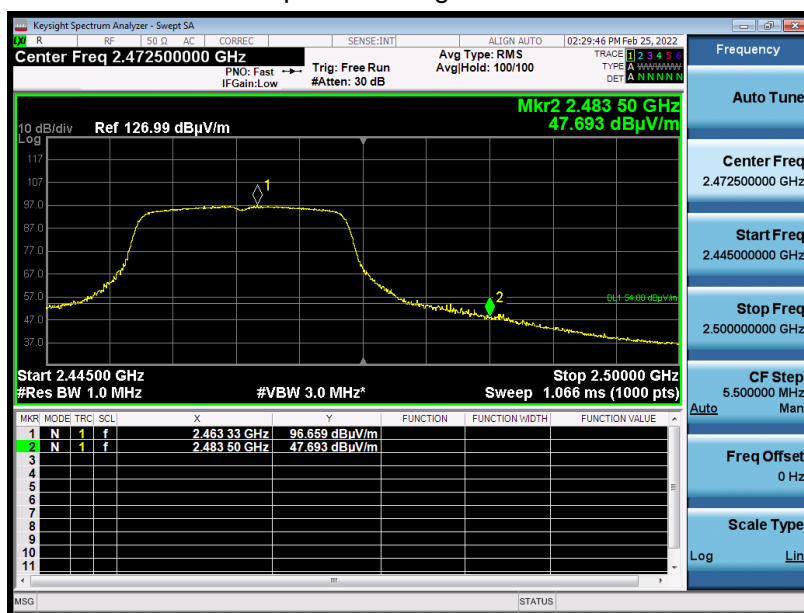 Keysight Spectrum Analyzer - Swept SA
LXI R RF 50 Ω AC CORREC SENSE:INT ALIGN AUTO 02:29:46 PM Feb 25, 2022
Center Freq 2.472500000 GHz
PNO: Fast
IFGain:Low
Trig: Free Run
#Atten: 30 dB
Avg Type: RMS
Avg|Hold: 100/100
TRACE 1 2 3 4 5 6
TYPE A WWWWW
DET A N N N N N
Mkr2 2.483 50 GHz
47.693 dBµV/m
10 dB/div Ref 126.99 dBµV/m
Log
117
107
97.0
87.0
77.0
67.0
57.0
47.0
37.0
1
2
DL1 54.00 dBµV/m
Start 2.44500 GHz Stop 2.50000 GHz
#Res BW 1.0 MHz #VBW 3.0 MHz* Sweep 1.066 ms (1000 pts)
MKR MODE TRC SCL X Y FUNCTION FUNCTION WIDTH FUNCTION VALUE
1 N 1 f 2.463 33 GHz 96.659 dBµV/m
2 N 1 f 2.483 50 GHz 47.693 dBµV/m
3
4
5
6
7
8
9
10
11
MSG STATUS
Frequency
Auto Tune
Center Freq
2.472500000 GHz
Start Freq
2.445000000 GHz
Stop Freq
2.500000000 GHz
CF Step
5.500000 MHz
Auto Man
Freq Offset
0 Hz
Scale Type
Log Lin